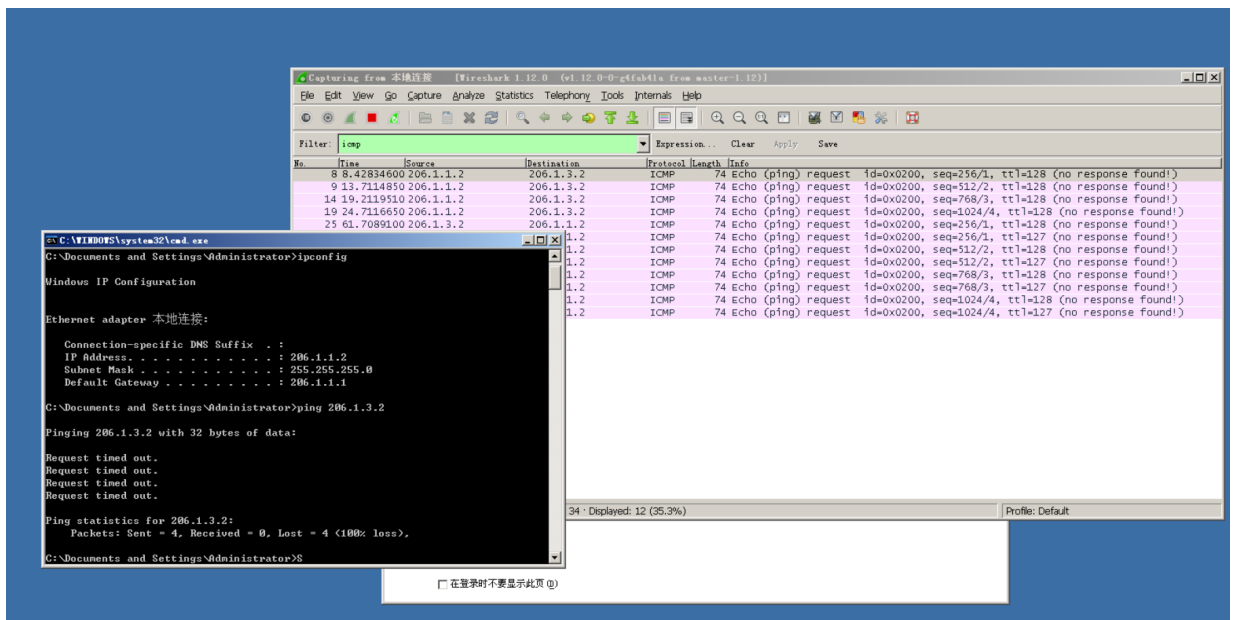 Capturing from 本地连接 [Wireshark 1.12.0 (v1.12.0-0-g4fab41a from master-1.12)]
File Edit View Go Capture Analyze Statistics Telephony Tools Internals Help
Filter: icmp Expression... Clear Apply Save
No. Time Source Destination Protocol Length Info
8 8.42834600 206.1.1.2 206.1.3.2 ICMP 74 Echo (ping) request id=0x0200, seq=256/1, ttl=128 (no response found!)
9 13.7114850 206.1.1.2 206.1.3.2 ICMP 74 Echo (ping) request id=0x0200, seq=512/2, ttl=128 (no response found!)
14 19.2119510 206.1.1.2 206.1.3.2 ICMP 74 Echo (ping) request id=0x0200, seq=768/3, ttl=128 (no response found!)
19 24.7116650 206.1.1.2 206.1.3.2 ICMP 74 Echo (ping) request id=0x0200, seq=1024/4, ttl=128 (no response found!)
25 61.7089100 206.1.3.2 206.1.1.2 ICMP 74 Echo (ping) request id=0x0200, seq=256/1, ttl=128 (no response found!)
1.2 ICMP 74 Echo (ping) request id=0x0200, seq=256/1, ttl=127 (no response found!)
1.2 ICMP 74 Echo (ping) request id=0x0200, seq=512/2, ttl=128 (no response found!)
1.2 ICMP 74 Echo (ping) request id=0x0200, seq=512/2, ttl=127 (no response found!)
1.2 ICMP 74 Echo (ping) request id=0x0200, seq=768/3, ttl=128 (no response found!)
1.2 ICMP 74 Echo (ping) request id=0x0200, seq=768/3, ttl=127 (no response found!)
1.2 ICMP 74 Echo (ping) request id=0x0200, seq=1024/4, ttl=128 (no response found!)
1.2 ICMP 74 Echo (ping) request id=0x0200, seq=1024/4, ttl=127 (no response found!)
34 · Displayed: 12 (35.3%) Profile: Default
C:\WINDOWS\system32\cmd.exe
C:\Documents and Settings\Administrator>ipconfig
Windows IP Configuration
Ethernet adapter 本地连接:
Connection-specific DNS Suffix . :
IP Address. . . . . . . . . . . . : 206.1.1.2
Subnet Mask . . . . . . . . . . . : 255.255.255.0
Default Gateway . . . . . . . . . : 206.1.1.1
C:\Documents and Settings\Administrator>ping 206.1.3.2
Pinging 206.1.3.2 with 32 bytes of data:
Request timed out.
Request timed out.
Request timed out.
Request timed out.
Ping statistics for 206.1.3.2:
Packets: Sent = 4, Received = 0, Lost = 4 (100% loss),
C:\Documents and Settings\Administrator>S
在登录时不要显示此页(D)